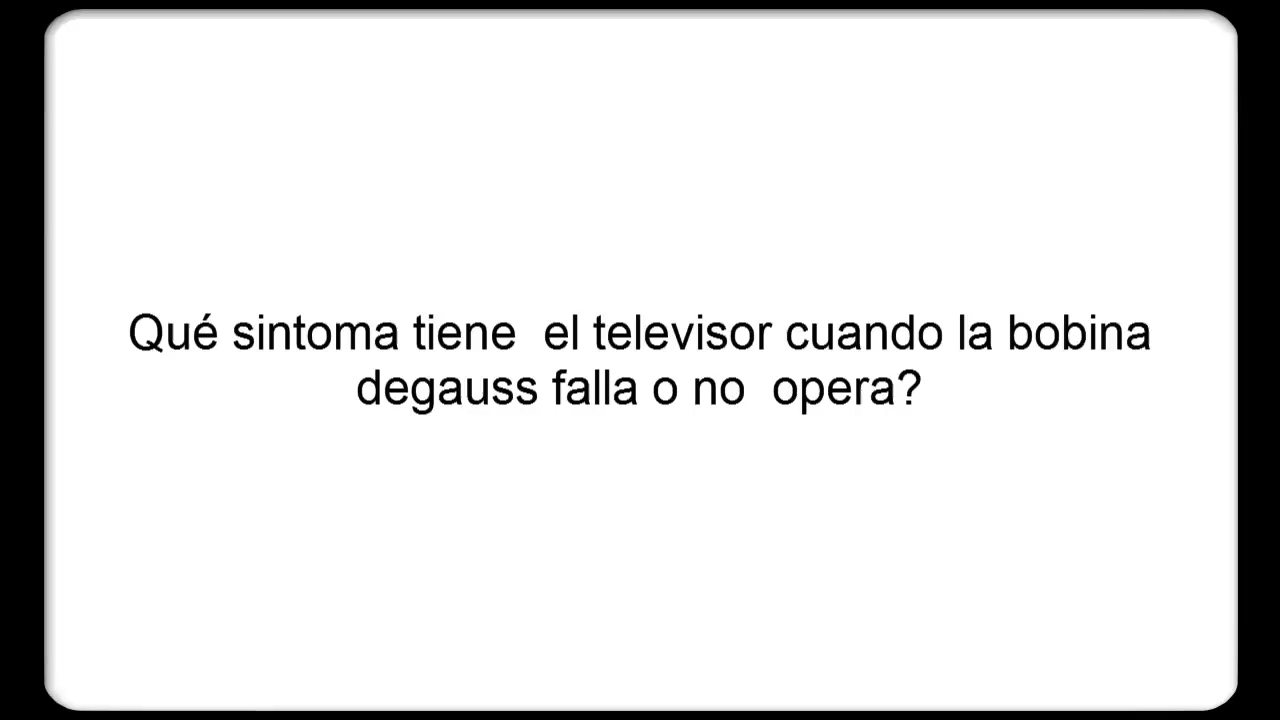 Qué sintoma tiene  el televisor cuando la bobina
degauss falla o no  opera?